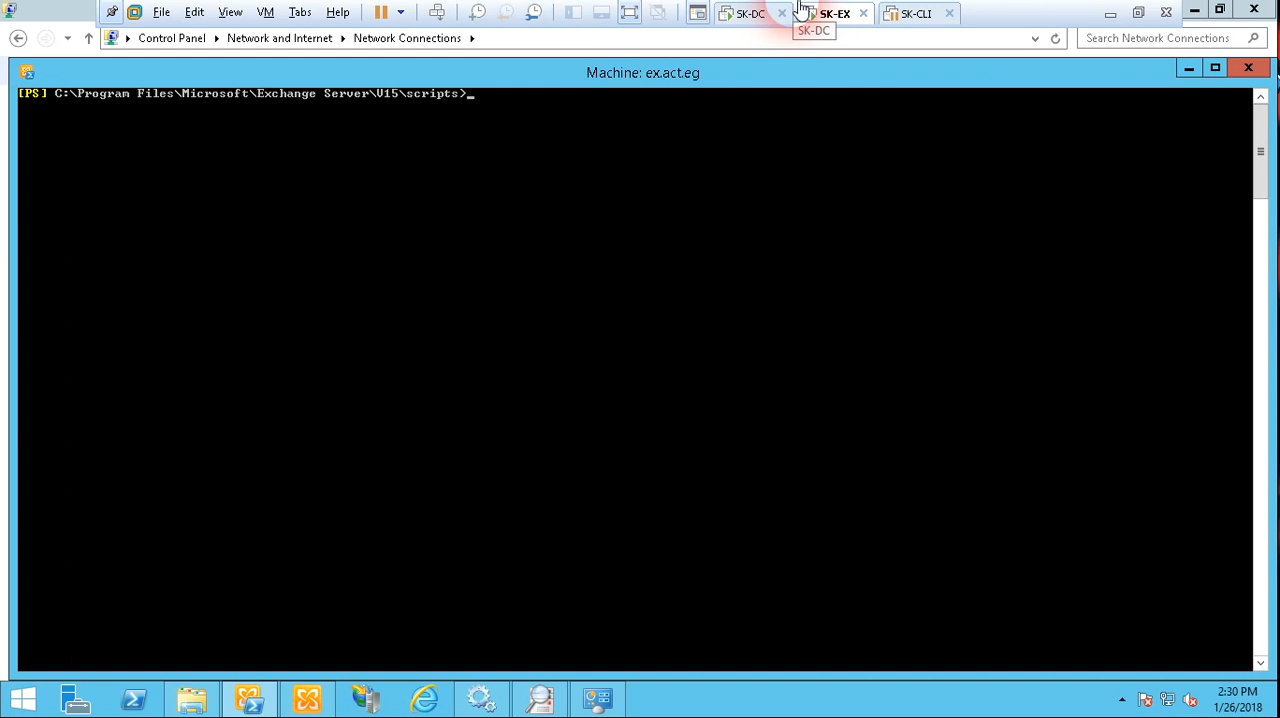 File Edit View VM Tabs Help SK-DC SK-EX SK-CLI
SK-DC
Control Panel Network and Internet Network Connections Search Network Connections
Machine: ex.act.eg
[PS] C:\Program Files\Microsoft\Exchange Server\V15\scripts>_
2:30 PM
1/26/2018